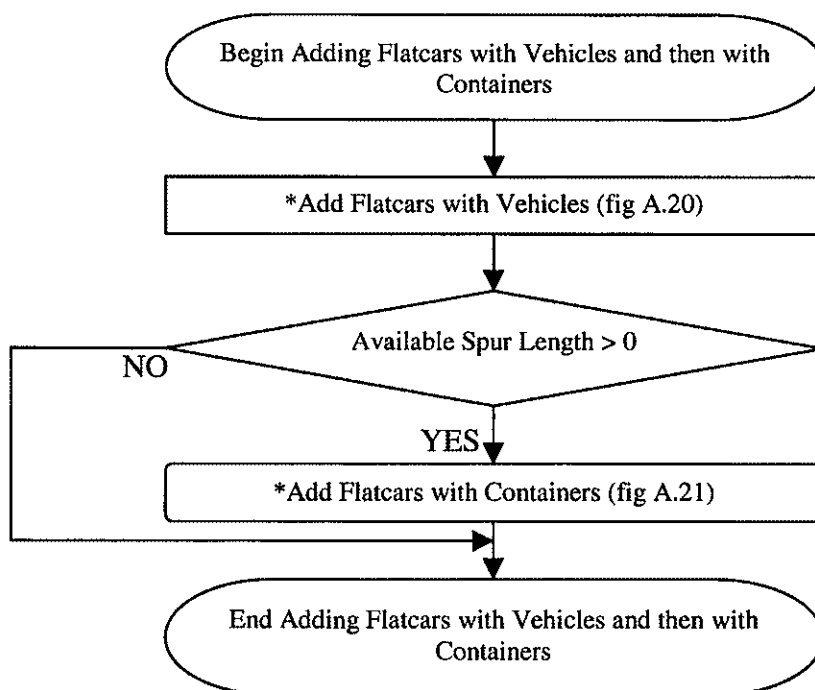 Begin Adding Flatcars with Vehicles and then with
Containers
*Add Flatcars with Vehicles (fig A.20)
Available Spur Length > 0
NO
YES
*Add Flatcars with Containers (fig A.21)
End Adding Flatcars with Vehicles and then with
Containers